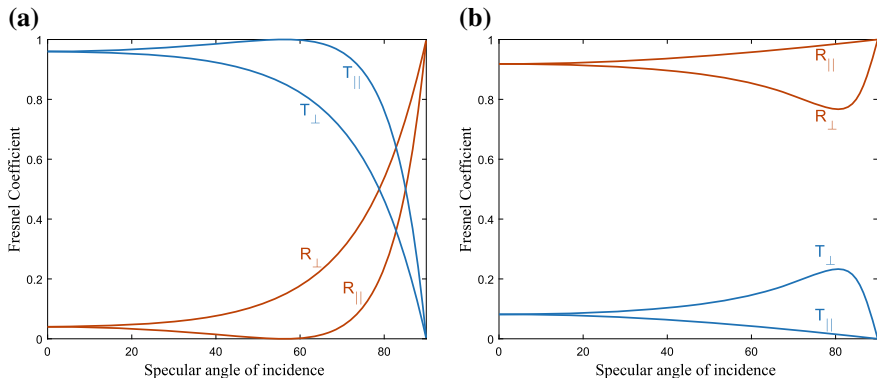 (a)
Fresnel Coefficient
1
0.8
0.6
0.4
0.2
0
T||
T⊥
R⊥
R||
0 20 40 60 80
Specular angle of incidence
(b)
Fresnel Coefficient
1
0.8
0.6
0.4
0.2
0
R||
R⊥
T⊥
T||
0 20 40 60 80
Specular angle of incidence